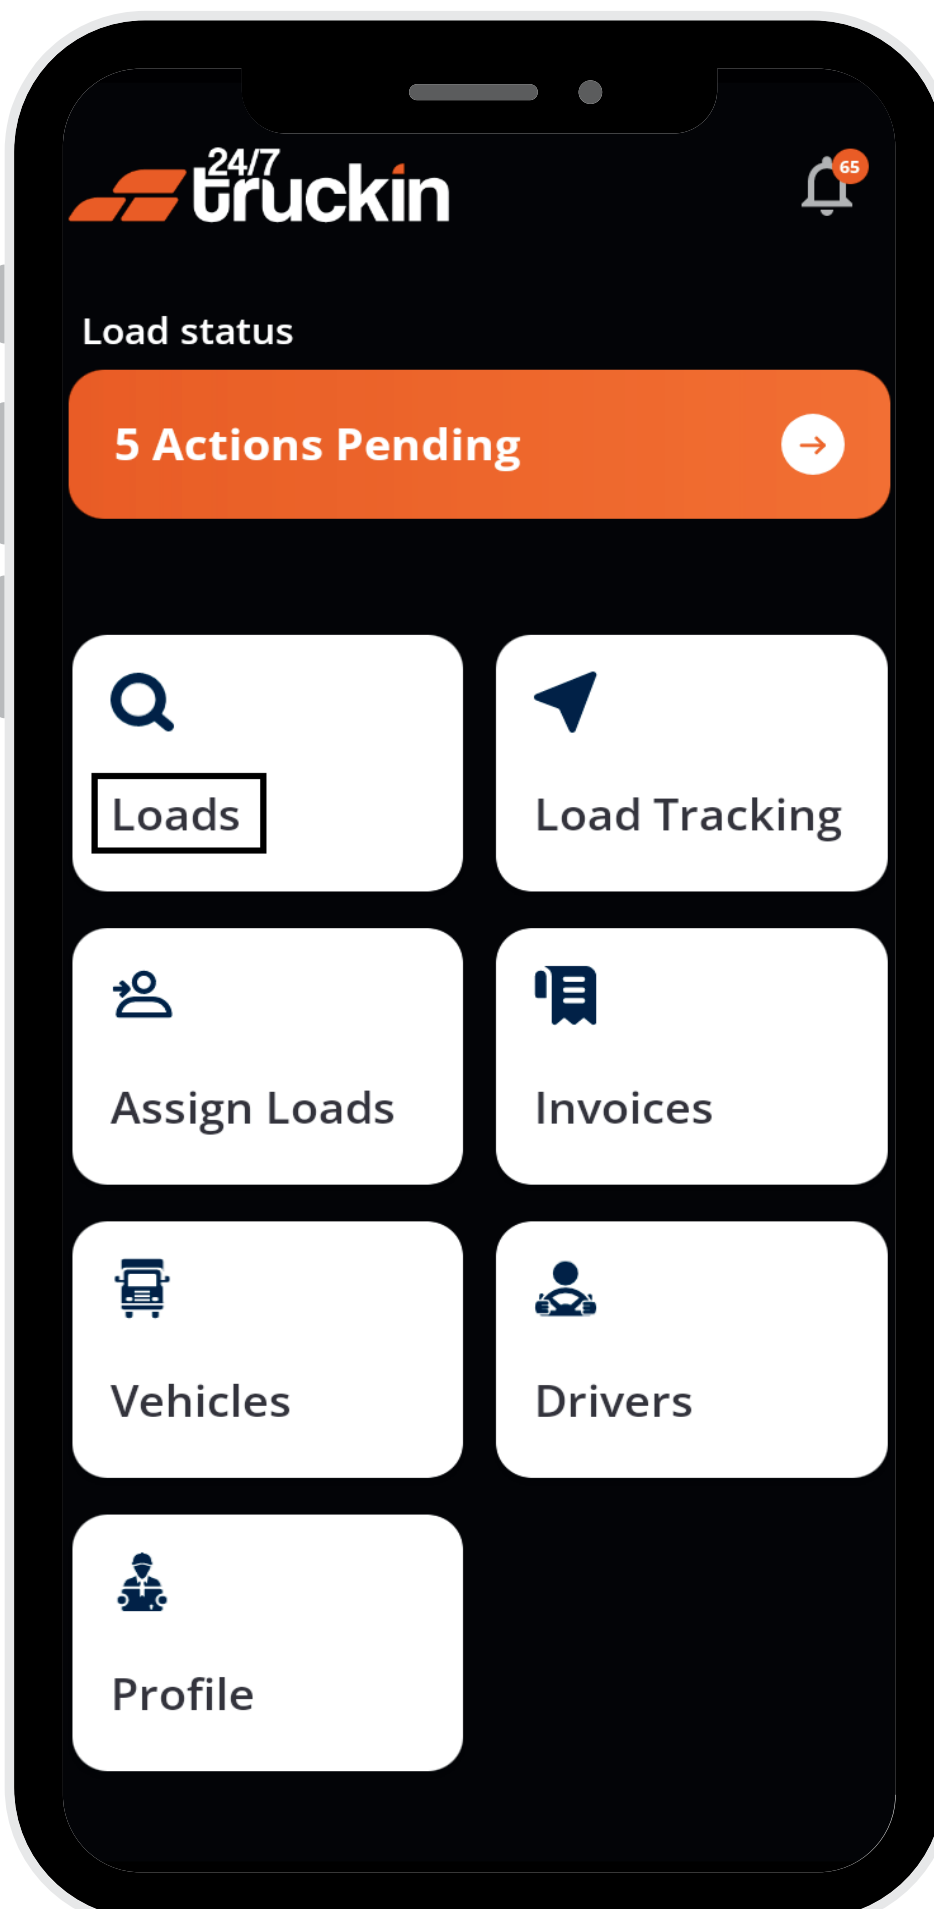 24/7
truckin
65
Load status
5 Actions Pending
Loads
Load Tracking
Assign Loads
Invoices
Vehicles
Drivers
Profile